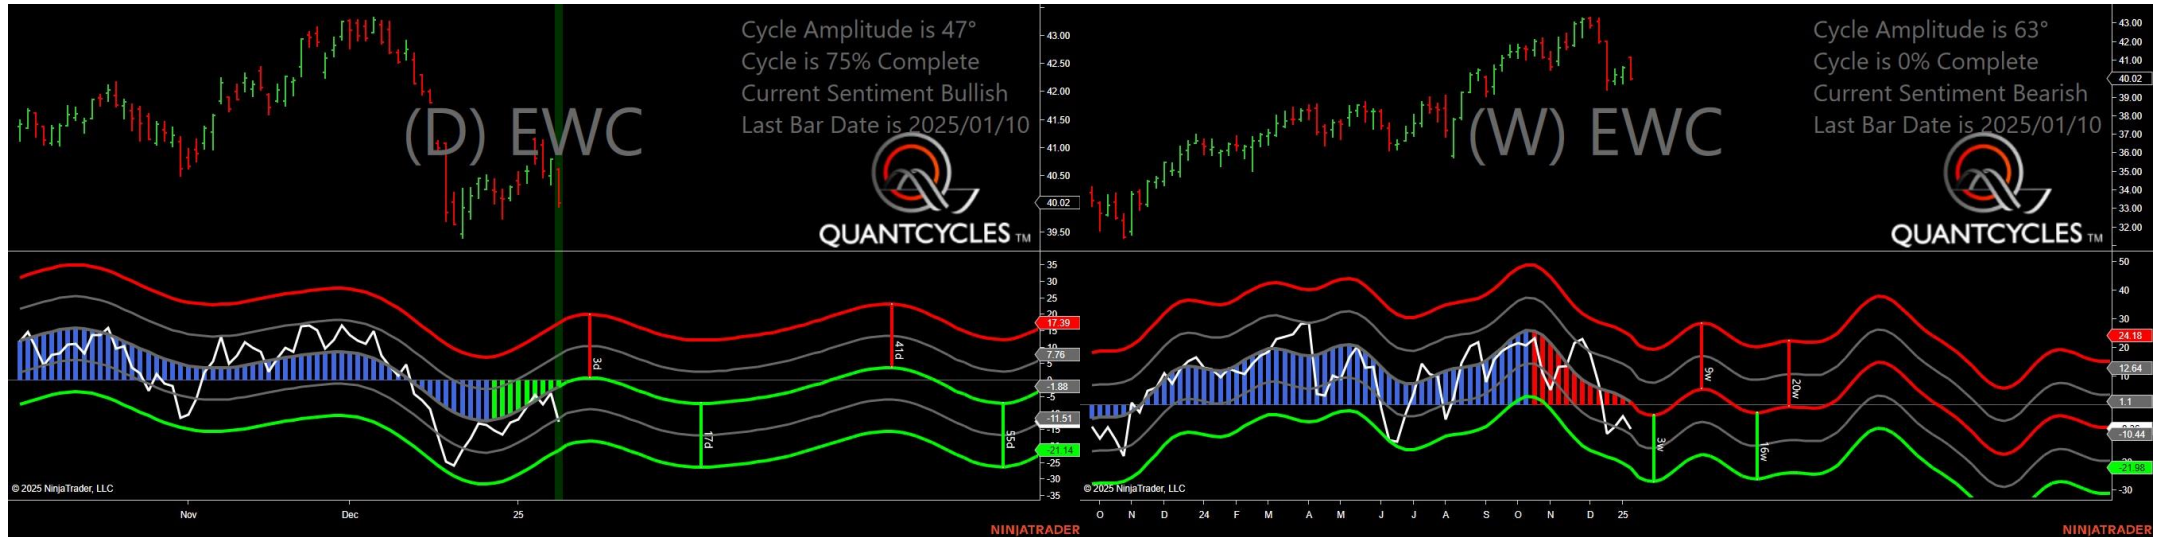 Cycle Amplitude is 47°
Cycle is 75% Complete
Current Sentiment Bullish
Last Bar Date is 2025/01/10
(D) EWC
QUANTCYCLES TM
43.00
42.50
42.00
41.50
41.00
40.50
40.02
39.50
35
30
25
20
17.39
15
10
7.76
5
0
-1.88
-5
-11.51
-15
-21.14
-25
-30
-35
3d
17d
41d
55d
© 2025 NinjaTrader, LLC
Nov
Dec
25
NINJATRADER
Cycle Amplitude is 63°
Cycle is 0% Complete
Current Sentiment Bearish
Last Bar Date is 2025/01/10
(W) EWC
QUANTCYCLES TM
43.00
42.00
41.00
40.02
39.00
38.00
37.00
36.00
35.00
34.00
33.00
32.00
50
40
30
24.18
20
12.64
10
1.1
-10.44
-21.98
-30
3w
9w
16w
20w
© 2025 NinjaTrader, LLC
O N D 24 F M A M J J A S O N D 25
NINJATRADER